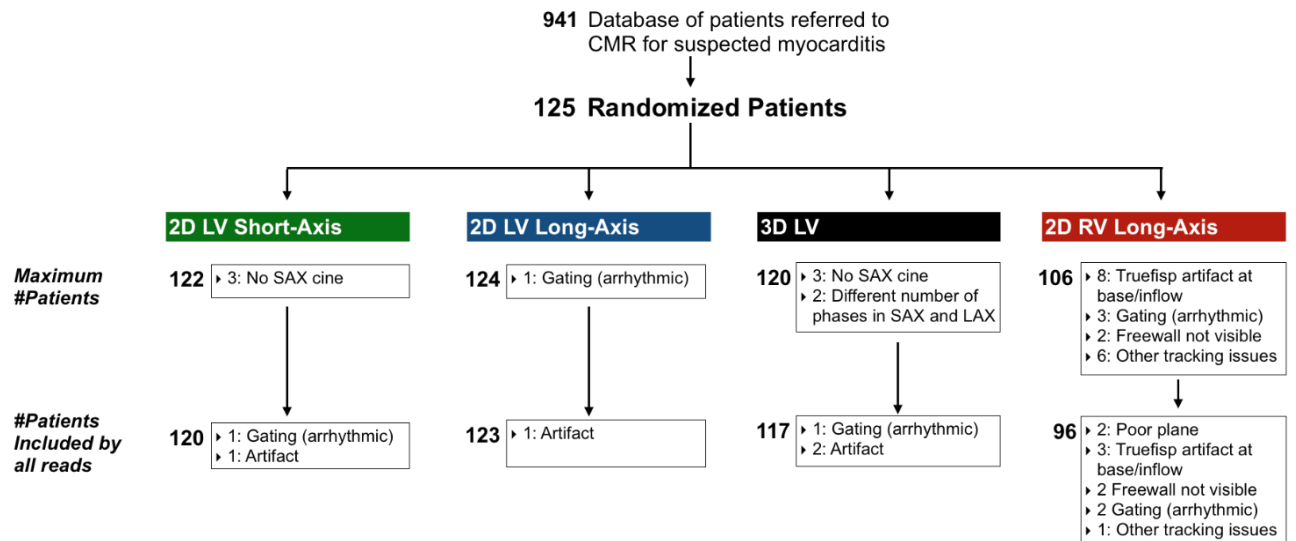 941 Database of patients referred to
CMR for suspected myocarditis
125 Randomized Patients
2D LV Short-Axis
2D LV Long-Axis
3D LV
2D RV Long-Axis
Maximum
#Patients
122
3: No SAX cine
124
1: Gating (arrhythmic)
120
3: No SAX cine
2: Different number of
phases in SAX and LAX
106
8: Truefisp artifact at
base/inflow
3: Gating (arrhythmic)
2: Freewall not visible
6: Other tracking issues
#Patients
Included by
all reads
120
1: Gating (arrhythmic)
1: Artifact
123
1: Artifact
117
1: Gating (arrhythmic)
2: Artifact
96
2: Poor plane
3: Truefisp artifact at
base/inflow
2 Freewall not visible
2 Gating (arrhythmic)
1: Other tracking issues